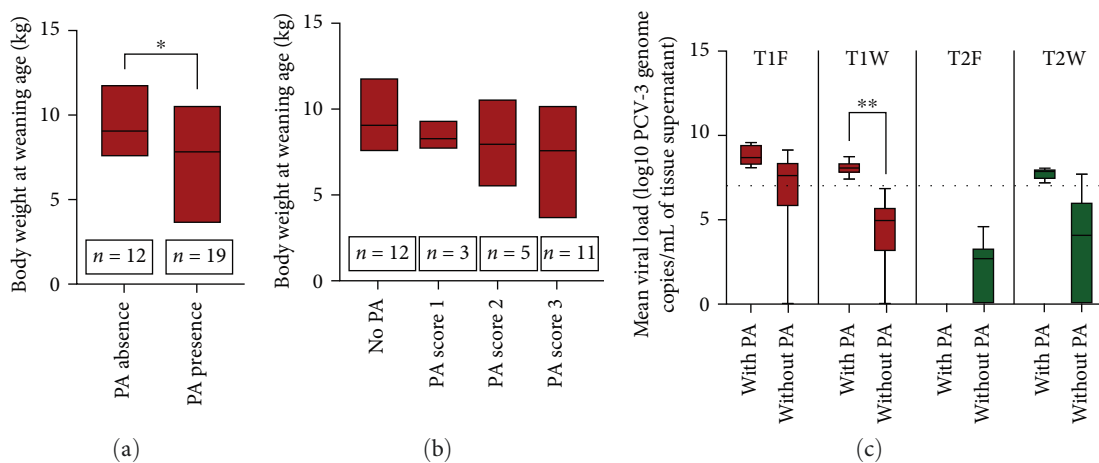 15
10
5
0
Body weight at weaning age (kg)
*
n = 12
n = 19
PA absence
PA presence
(a)
15
10
5
0
Body weight at weaning age (kg)
n = 12
n = 3
n = 5
n = 11
No PA
PA score 1
PA score 2
PA score 3
(b)
15
10
5
0
Mean viral load (log10 PCV-3 genome
copies/mL of tissue supernatant)
T1F
T1W
T2F
T2W
**
With PA
Without PA
With PA
Without PA
With PA
Without PA
With PA
Without PA
(c)